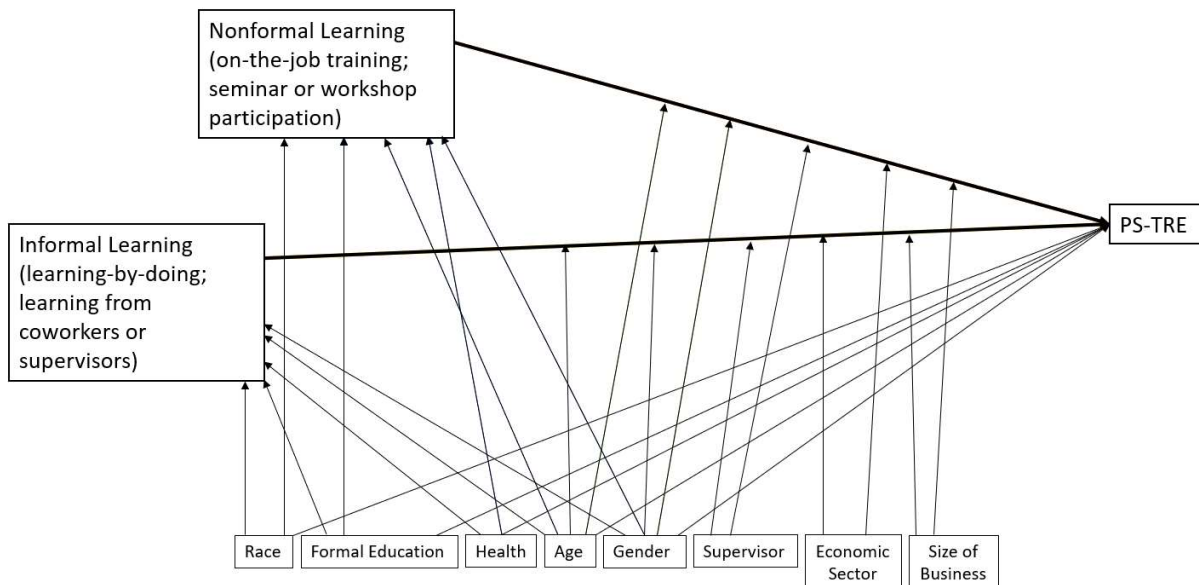 Nonformal Learning
(on-the-job training;
seminar or workshop
participation)
Informal Learning
(learning-by-doing;
learning from
coworkers or
supervisors)
PS-TRE
Race
Formal Education
Health
Age
Gender
Supervisor
Economic
Sector
Size of
Business